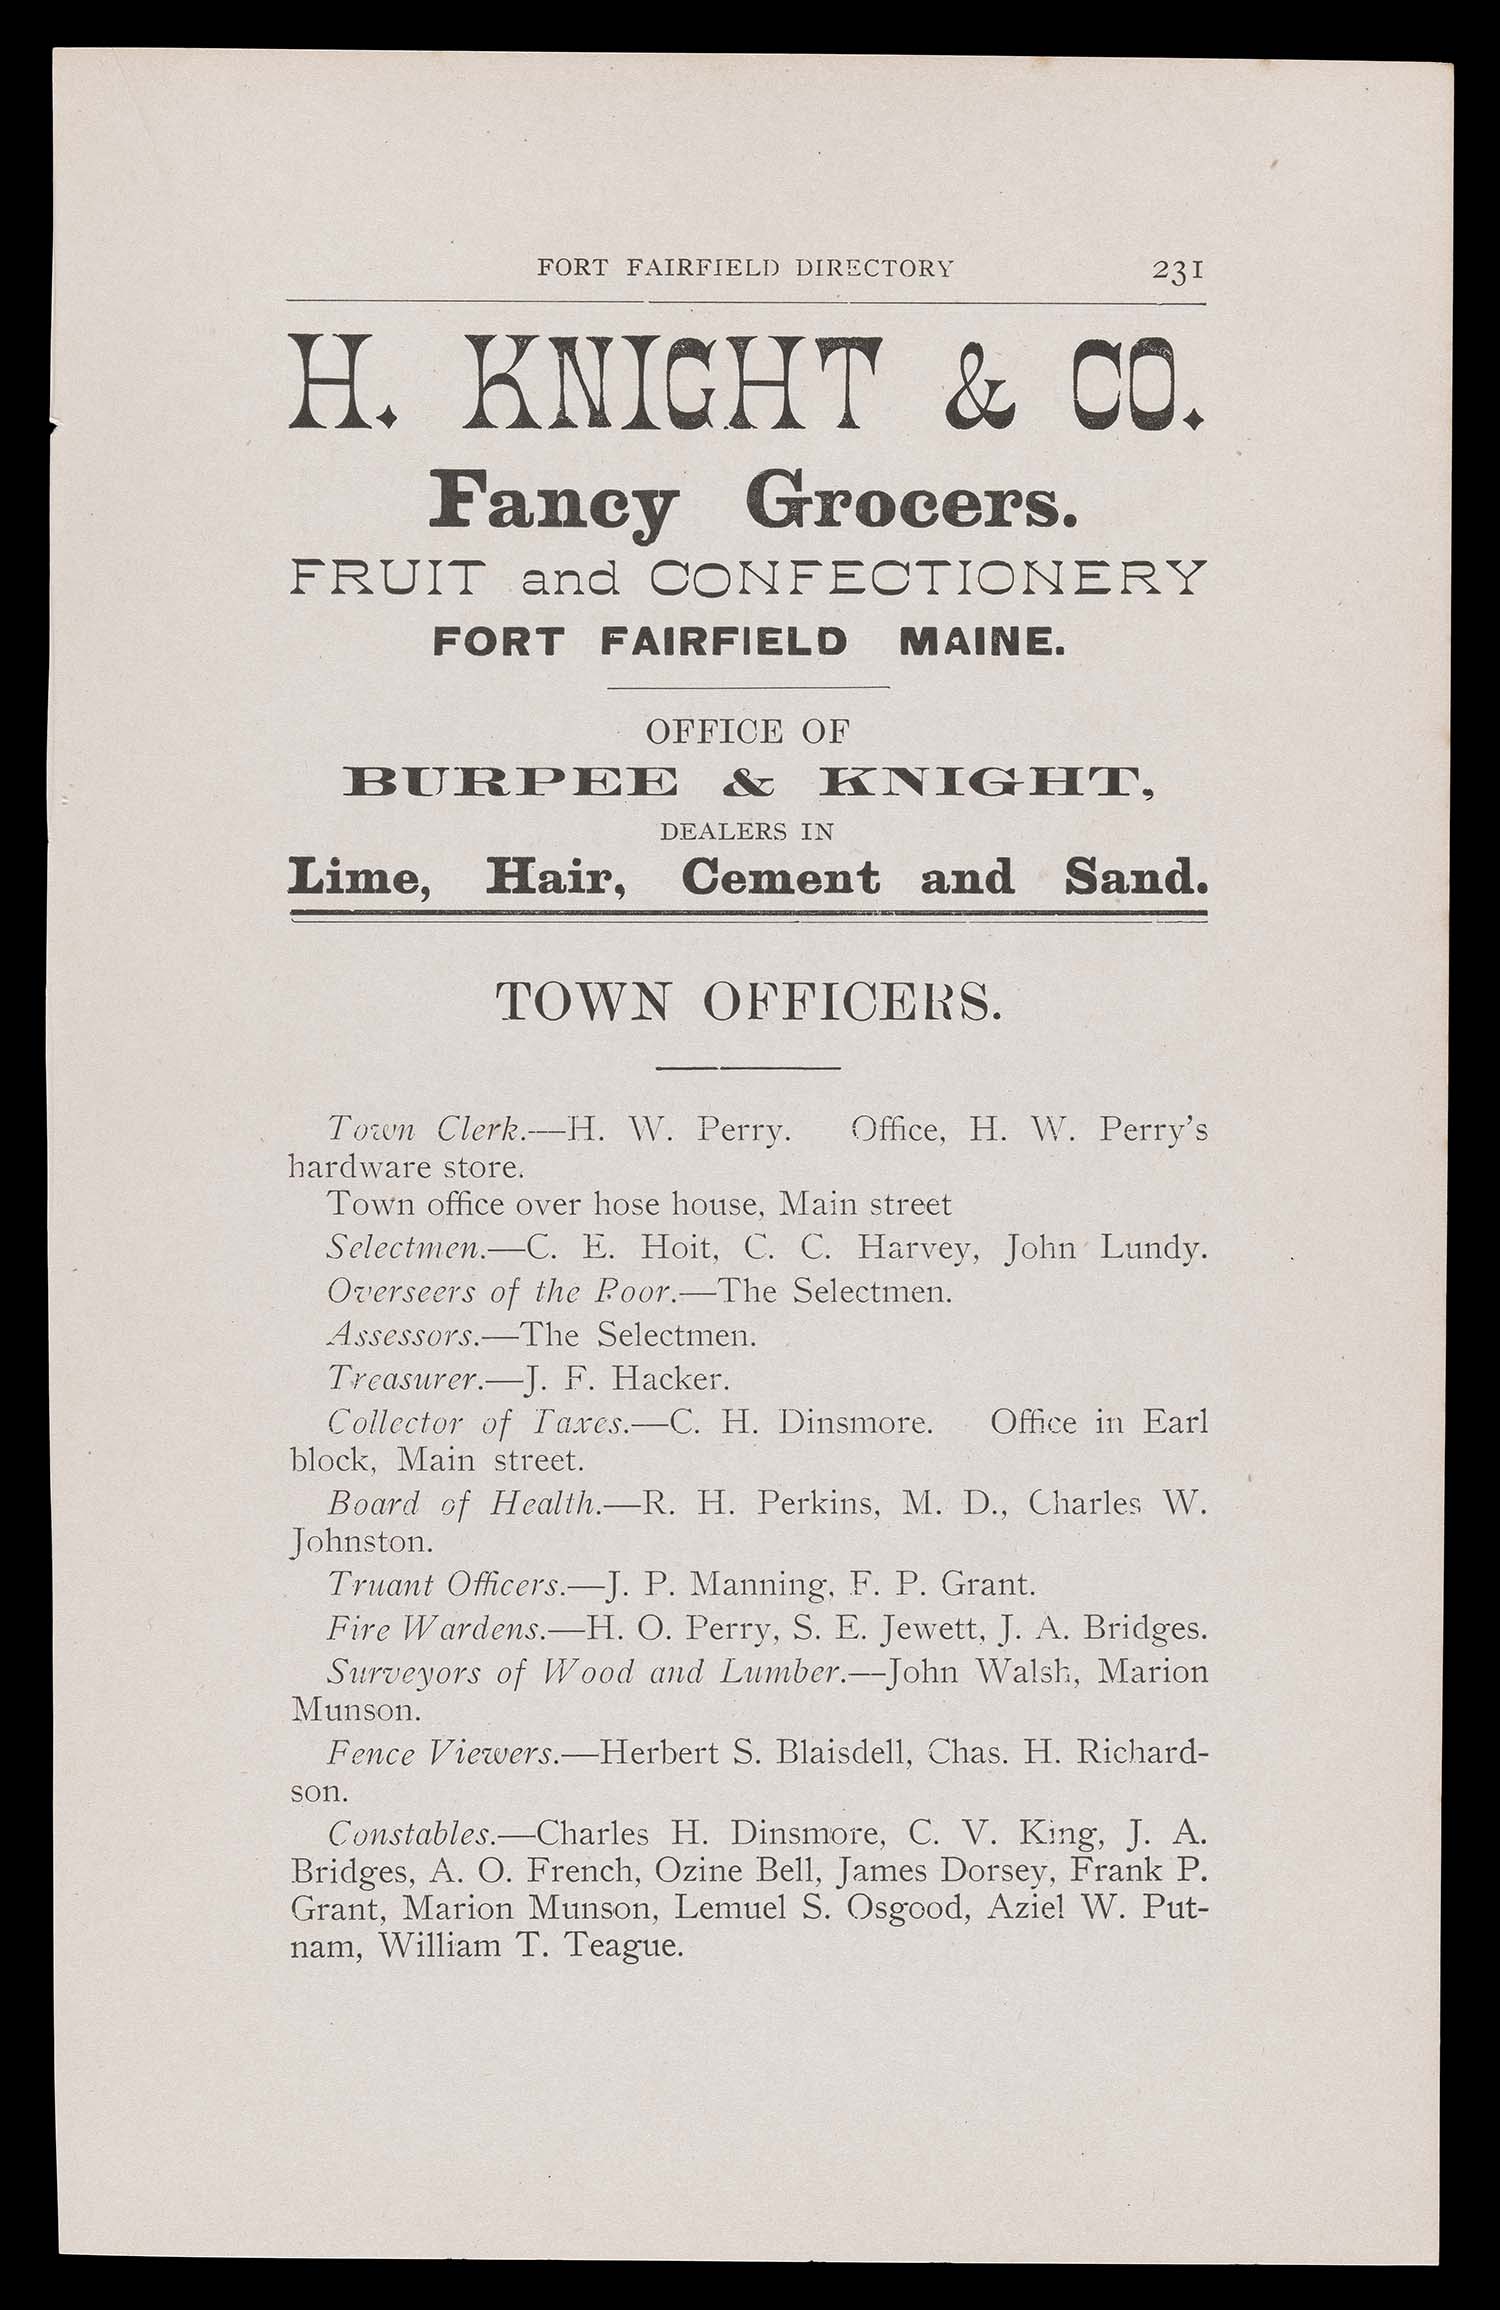 FORT FAIRFIELD DIRECTORY 231
H. KNIGHT & CO.
Fancy Grocers.
FRUIT and CONFECTIONERY
FORT FAIRFIELD MAINE.
OFFICE OF
BURPEE & KNIGHT,
DEALERS IN
Lime, Hair, Cement and Sand.
TOWN OFFICERS.
Town Clerk.—H. W. Perry. Office, H. W. Perry's
hardware store.
Town office over hose house, Main street
Selectmen.—C. E. Hoit, C. C. Harvey, John Lundy.
Overseers of the Poor.—The Selectmen.
Assessors.—The Selectmen.
Treasurer.—J. F. Hacker.
Collector of Taxes.—C. H. Dinsmore. Office in Earl
block, Main street.
Board of Health.—R. H. Perkins, M. D., Charles W.
Johnston.
Truant Officers.—J. P. Manning, F. P. Grant.
Fire Wardens.—H. O. Perry, S. E. Jewett, J. A. Bridges.
Surveyors of Wood and Lumber.—John Walsh, Marion
Munson.
Fence Viewers.—Herbert S. Blaisdell, Chas. H. Richard-
son.
Constables.—Charles H. Dinsmore, C. V. King, J. A.
Bridges, A. O. French, Ozine Bell, James Dorsey, Frank P.
Grant, Marion Munson, Lemuel S. Osgood, Aziel W. Put-
nam, William T. Teague.